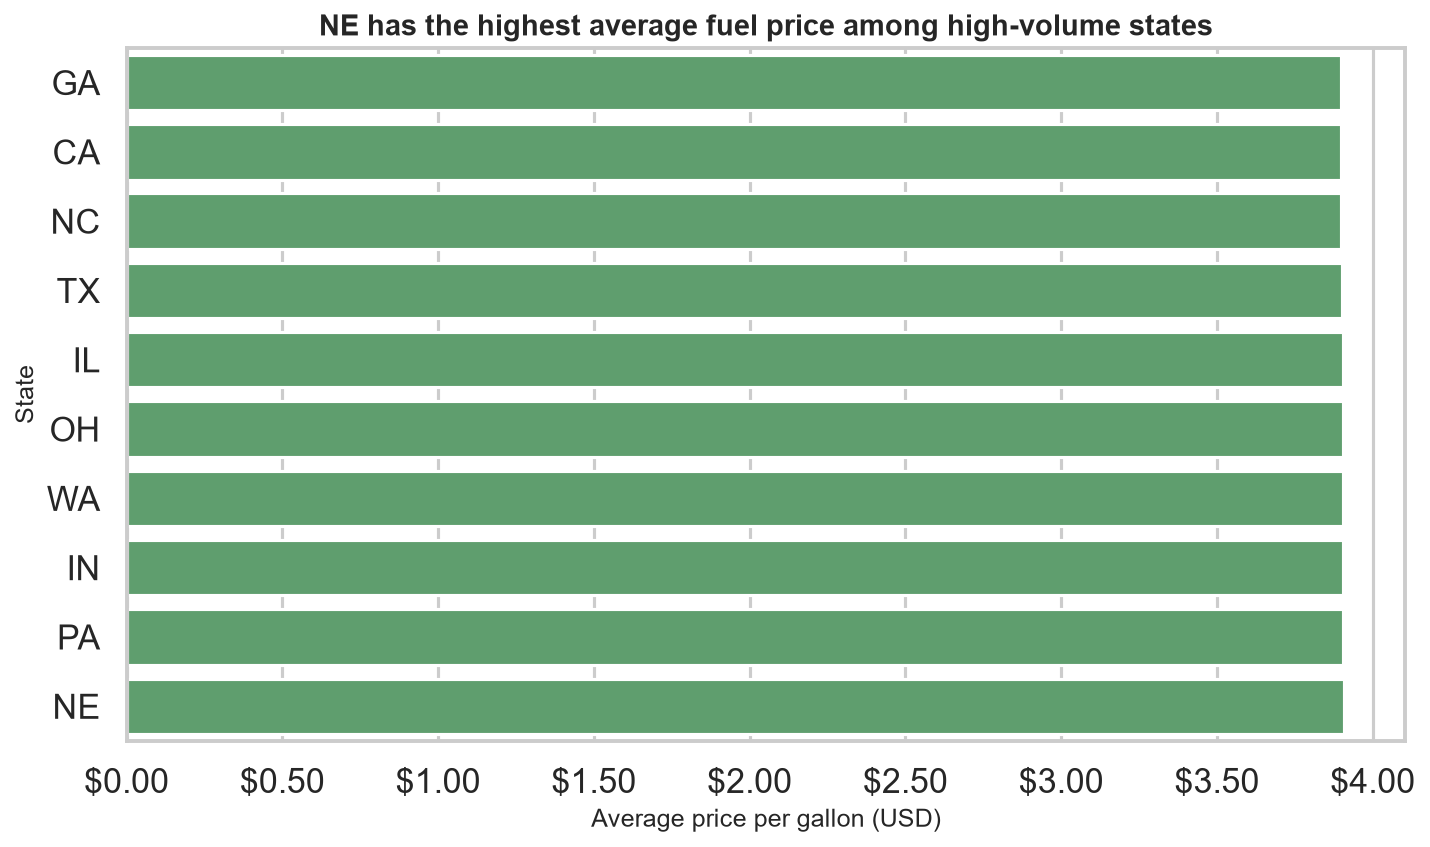 NE has the highest average fuel price among high-volume states
State
GA
CA
NC
TX
IL
OH
WA
IN
PA
NE
$0.00 $0.50 $1.00 $1.50 $2.00 $2.50 $3.00 $3.50 $4.00
Average price per gallon (USD)